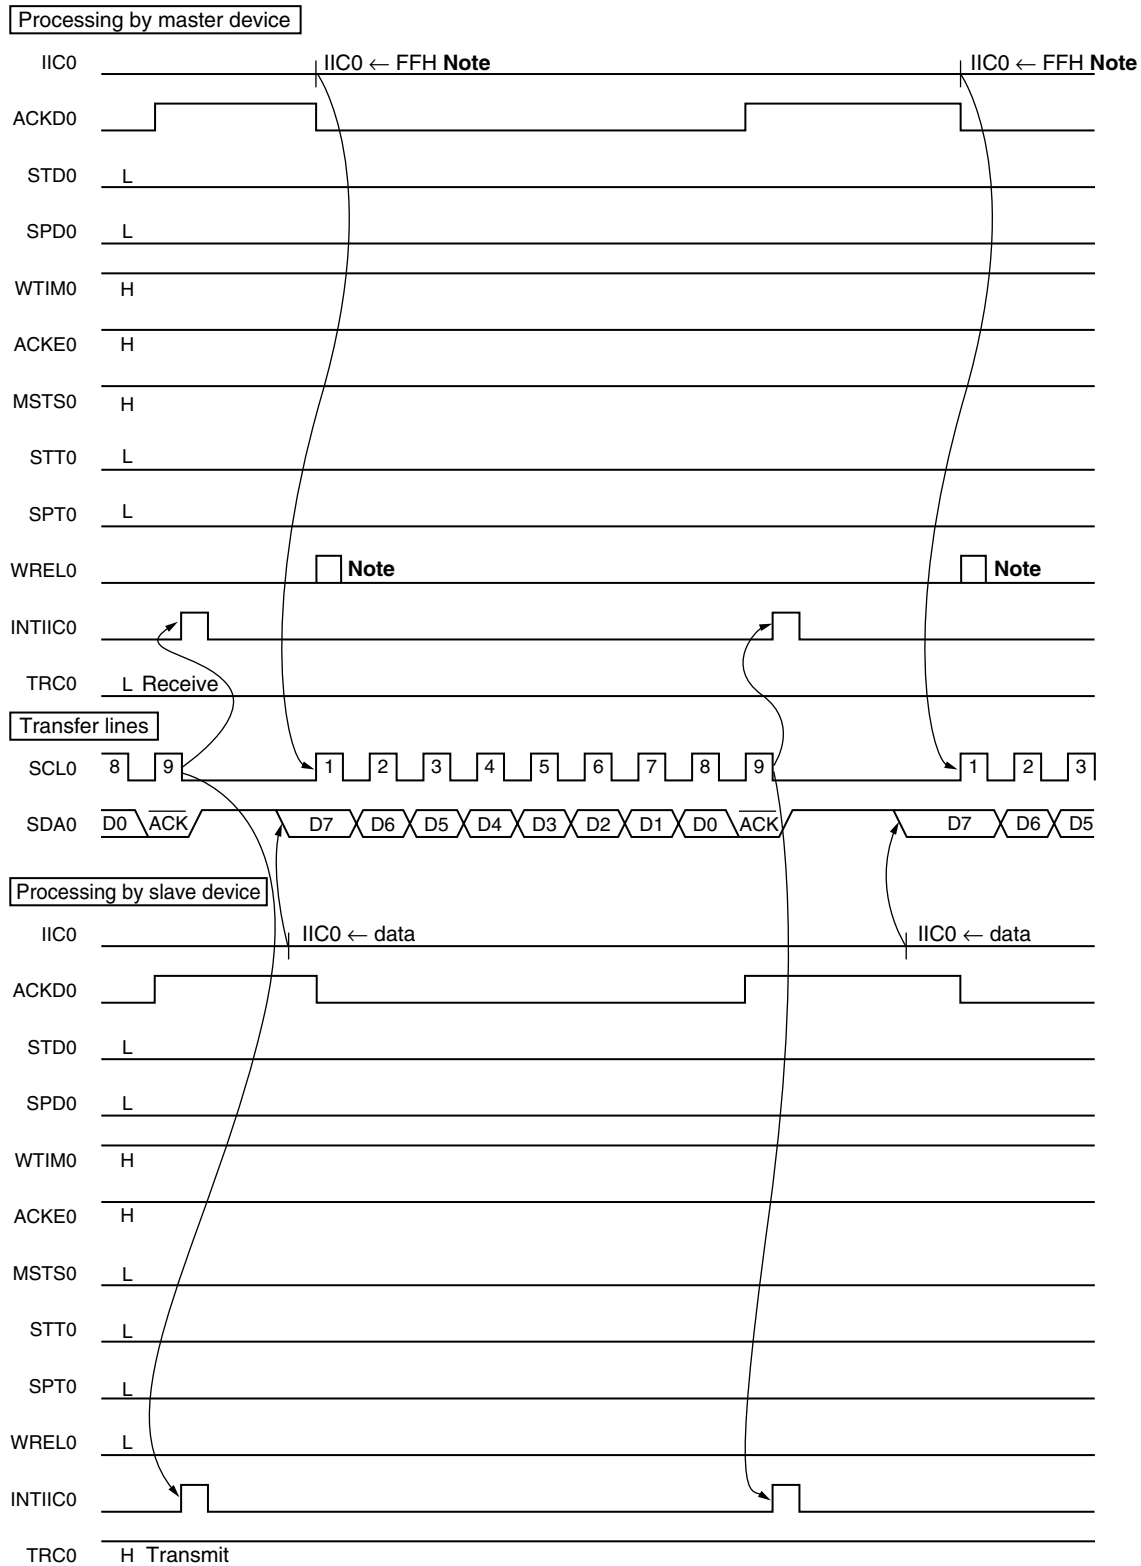 Processing by master device
IIC0 IIC0 ← FFH Note IIC0 ← FFH Note
ACKD0
STD0 L
SPD0 L
WTIM0 H
ACKE0 H
MSTS0 H
STT0 L
SPT0 L
WREL0 Note Note
INTIIC0
TRC0 L Receive
Transfer lines
SCL0 8 9 1 2 3 4 5 6 7 8 9 1 2 3
SDA0 D0 ACK D7 D6 D5 D4 D3 D2 D1 D0 ACK D7 D6 D5
Processing by slave device
IIC0 IIC0 ← data IIC0 ← data
ACKD0
STD0 L
SPD0 L
WTIM0 H
ACKE0 H
MSTS0 L
STT0 L
SPT0 L
WREL0 L
INTIIC0
TRC0 H Transmit